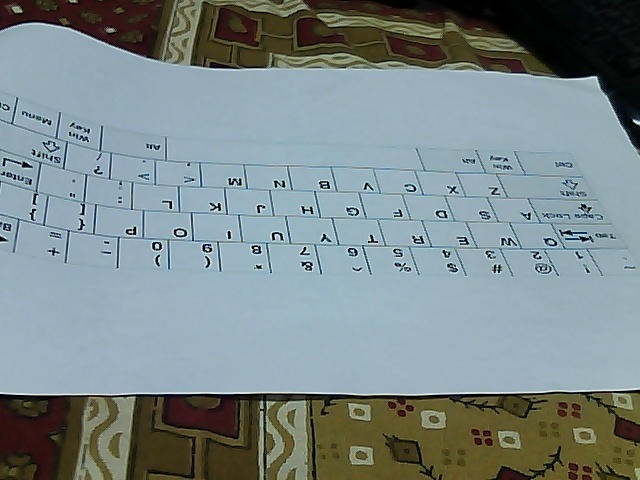 ~ ! @ # $ % ^ & * ( ) _ +
` 1 2 3 4 5 6 7 8 9 0 - =
Tab Q W E R T Y U I O P { [ } ]
Caps Lock A S D F G H J K L : ; " ' Enter
Shift Z X C V B N M < , > . ? / Shift
Ctrl Win Key Alt Alt Win Key Menu